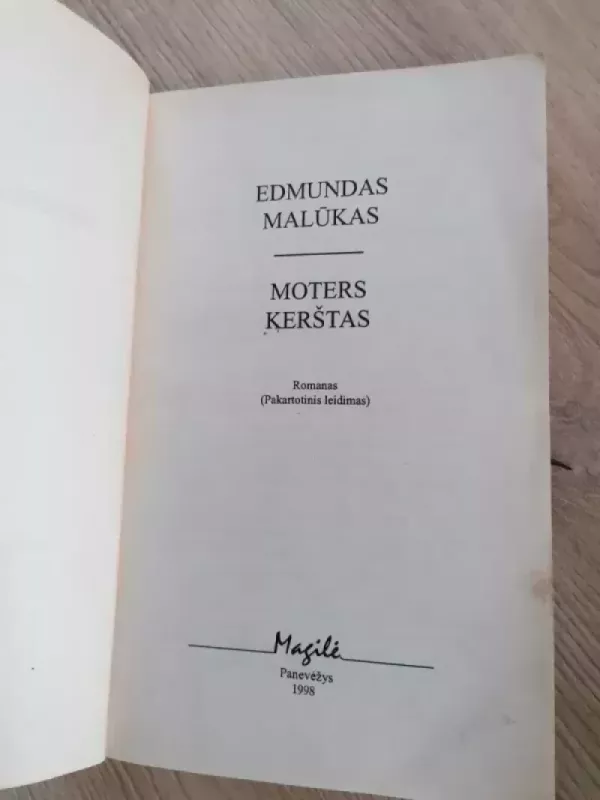 EDMUNDAS
MALŪKAS
MOTERS
KERŠTAS
Romanas
(Pakartotinis leidimas)
Magilė
Panevėžys
1998